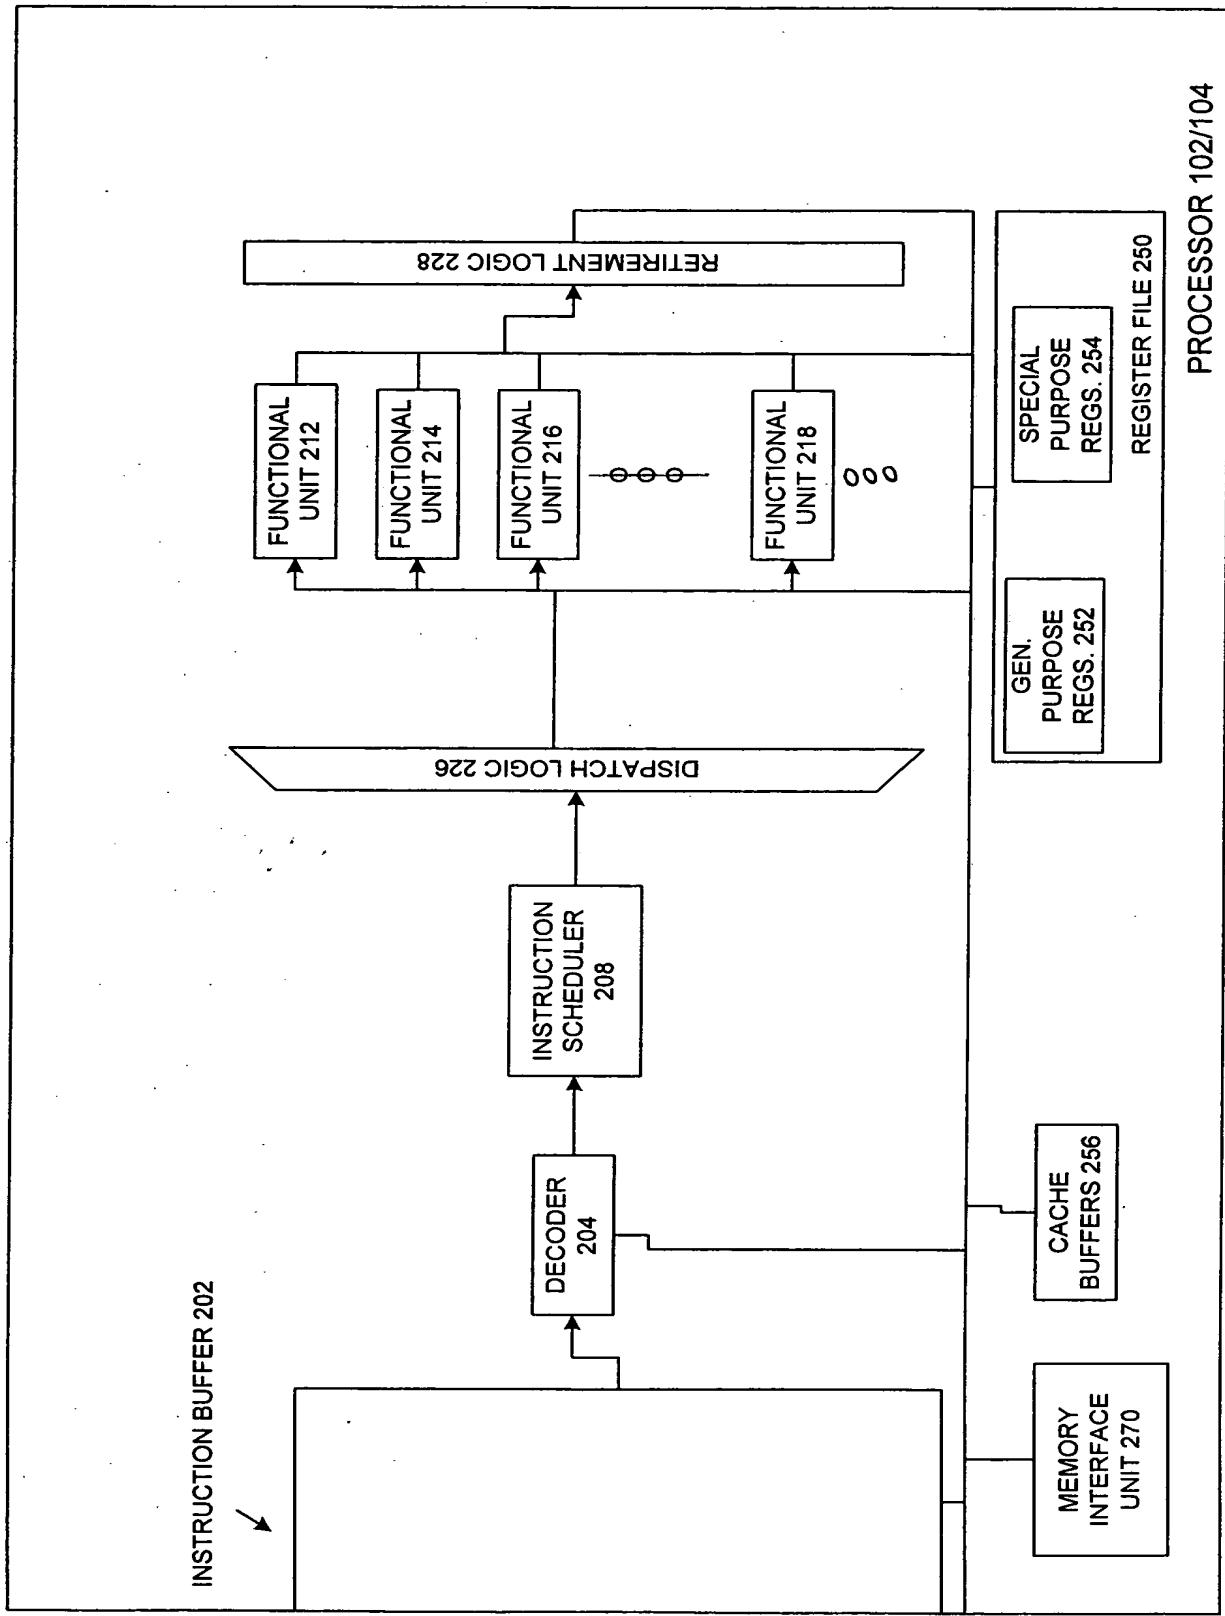 INSTRUCTION BUFFER 202
DECODER
204
INSTRUCTION
SCHEDULER
208
DISPATCH LOGIC 226
FUNCTIONAL
UNIT 212
FUNCTIONAL
UNIT 214
FUNCTIONAL
UNIT 216
FUNCTIONAL
UNIT 218
RETIREMENT LOGIC 228
MEMORY
INTERFACE
UNIT 270
CACHE
BUFFERS 256
GEN.
PURPOSE
REGS. 252
SPECIAL
PURPOSE
REGS. 254
REGISTER FILE 250
PROCESSOR 102/104